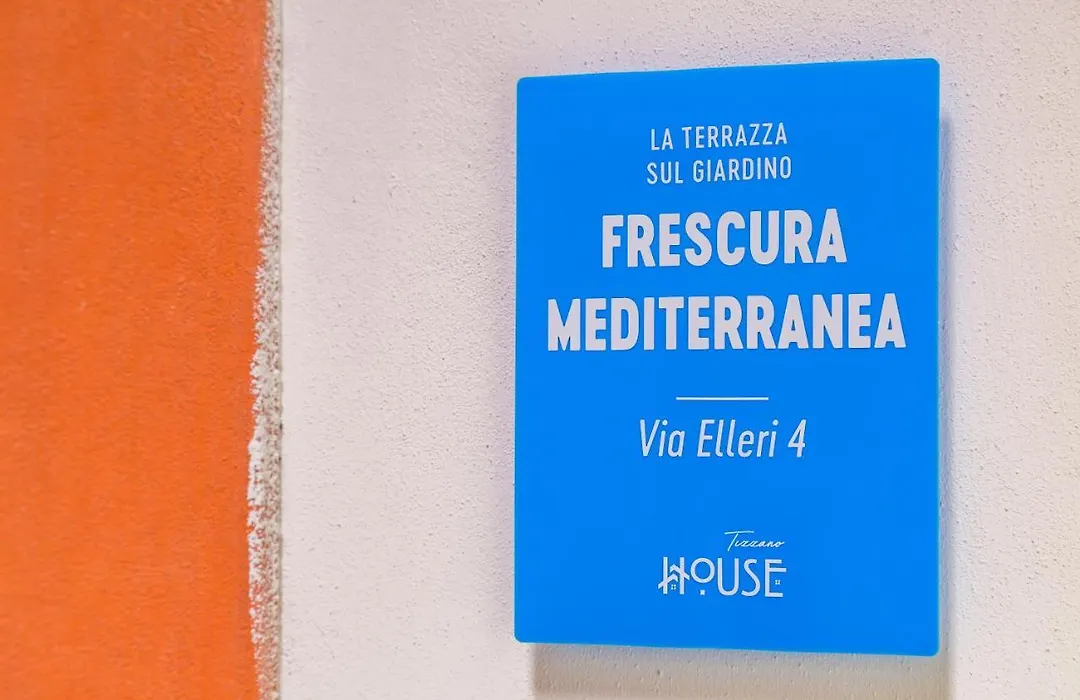 LA TERRAZZA
SUL GIARDINO
FRESCURA
MEDITERRANEA
Via Elleri 4
Tizzano
HOUSE